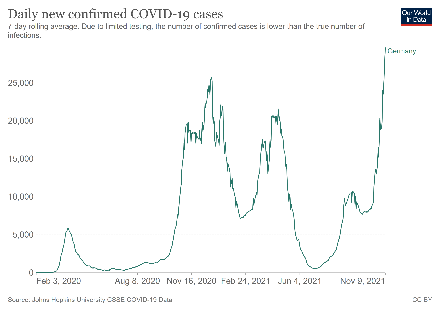 Daily new confirmed COVID-19 cases
7-day rolling average. Due to limited testing, the number of confirmed cases is lower than the true number of
infections.
Our World
in Data
Germany
25,000
20,000
15,000
10,000
5,000
0
Feb 3, 2020 Aug 8, 2020 Nov 16, 2020 Feb 24, 2021 Jun 4, 2021 Nov 9, 2021
Source: Johns Hopkins University CSSE COVID-19 Data
CC BY